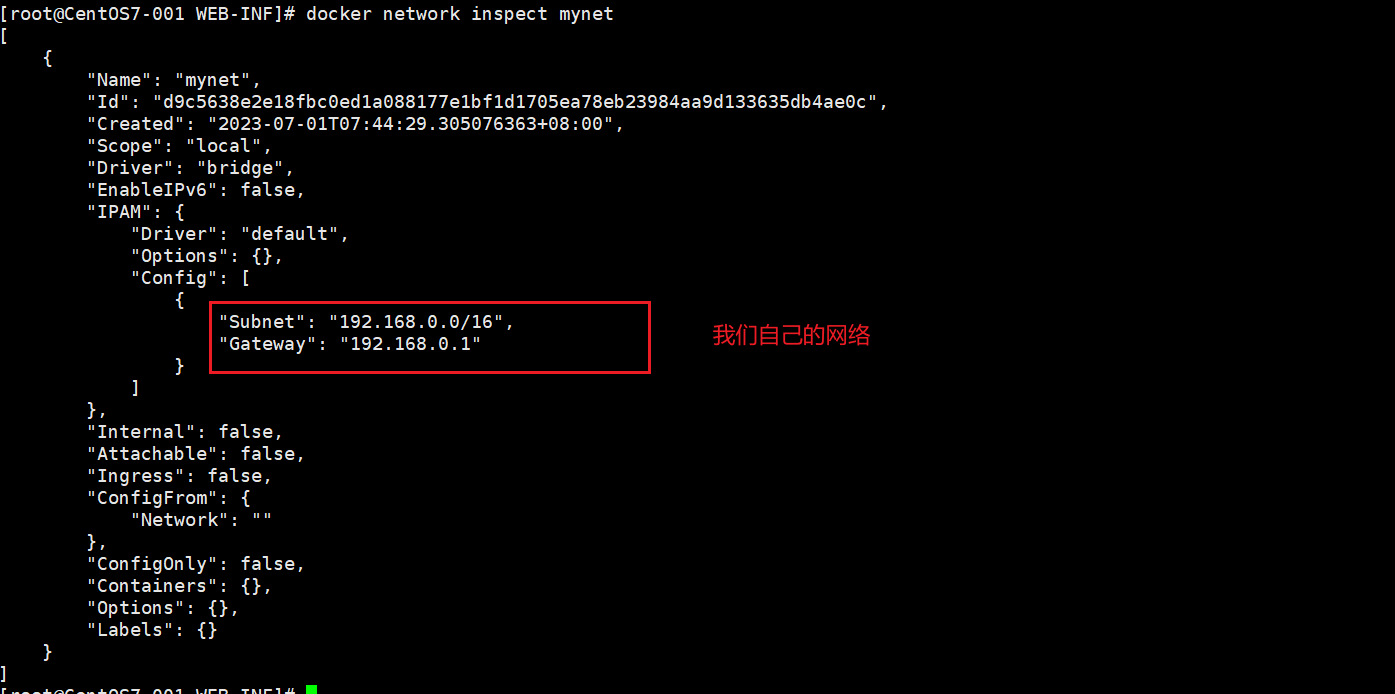 [root@CentOS7-001 WEB-INF]# docker network inspect mynet
[
    {
        "Name": "mynet",
        "Id": "d9c5638e2e18fbc0ed1a088177e1bf1d1705ea78eb23984aa9d133635db4ae0c",
        "Created": "2023-07-01T07:44:29.305076363+08:00",
        "Scope": "local",
        "Driver": "bridge",
        "EnableIPv6": false,
        "IPAM": {
            "Driver": "default",
            "Options": {},
            "Config": [
                {
                    "Subnet": "192.168.0.0/16",
我们自己的网络
                    "Gateway": "192.168.0.1"
                }
            ]
        },
        "Internal": false,
        "Attachable": false,
        "Ingress": false,
        "ConfigFrom": {
            "Network": ""
        },
        "ConfigOnly": false,
        "Containers": {},
        "Options": {},
        "Labels": {}
    }
]
[root@CentOS7-001 WEB-INF]#